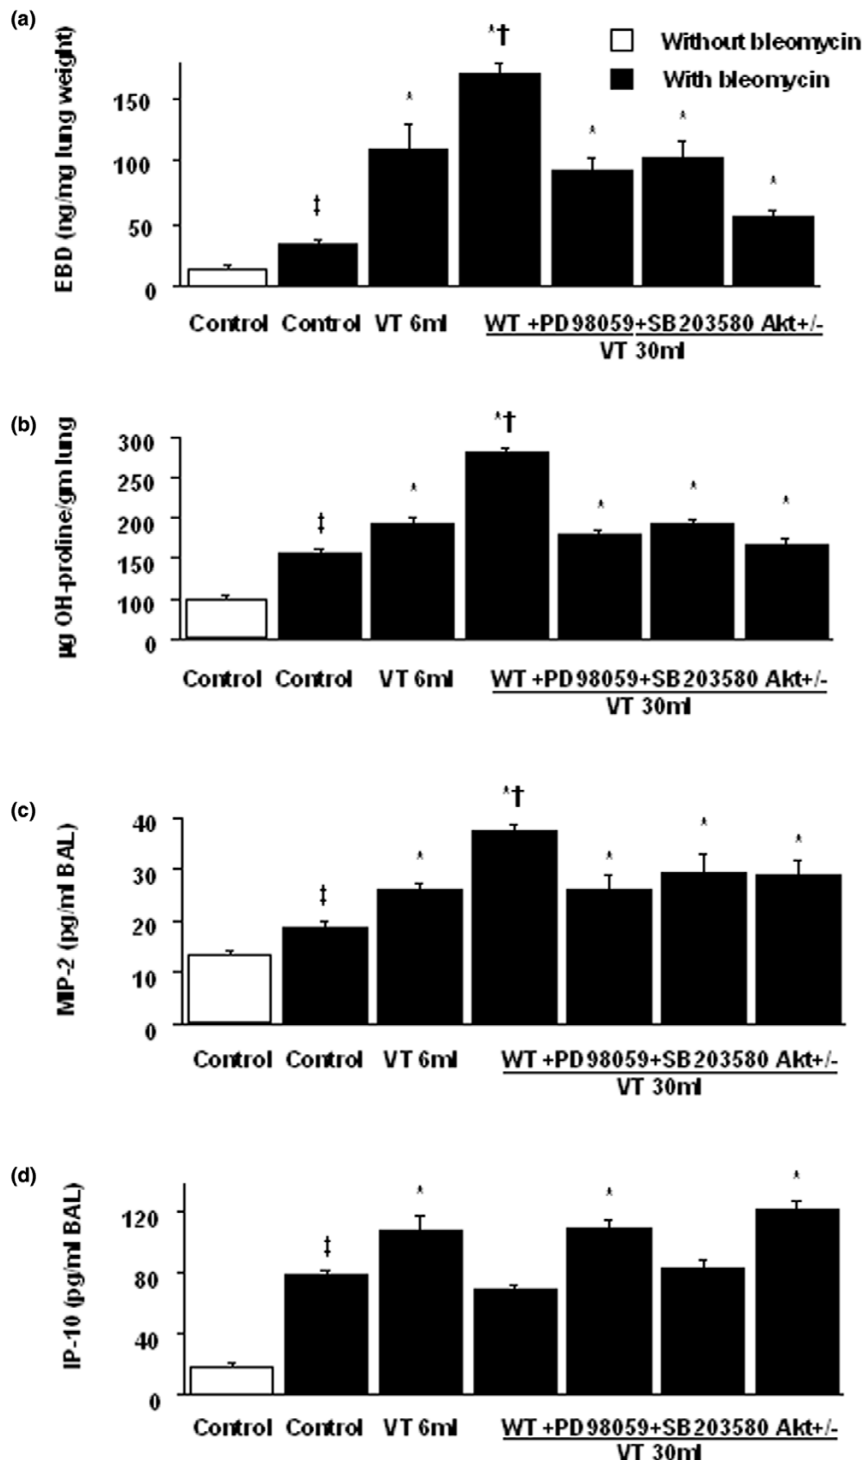 (a)
EBD (ng/mg lung weight)
*†
Without bleomycin
With bleomycin
150
*
*
*
100
*
‡
50
0
Control Control VT 6ml WT +PD98059+SB203580 Akt+/-
VT 30ml
(b)
µg OH-proline/gm lung
*†
300
250
*
*
*
*
200
‡
150
100
0
Control Control VT 6ml WT +PD98059+SB203580 Akt+/-
VT 30ml
(c)
MIP-2 (pg/ml BAL)
*†
40
*
*
*
*
30
‡
20
10
0
Control Control VT 6ml WT +PD98059+SB203580 Akt+/-
VT 30ml
(d)
IP-10 (pg/ml BAL)
*
*
*
120
‡
80
40
0
Control Control VT 6ml WT +PD98059+SB203580 Akt+/-
VT 30ml